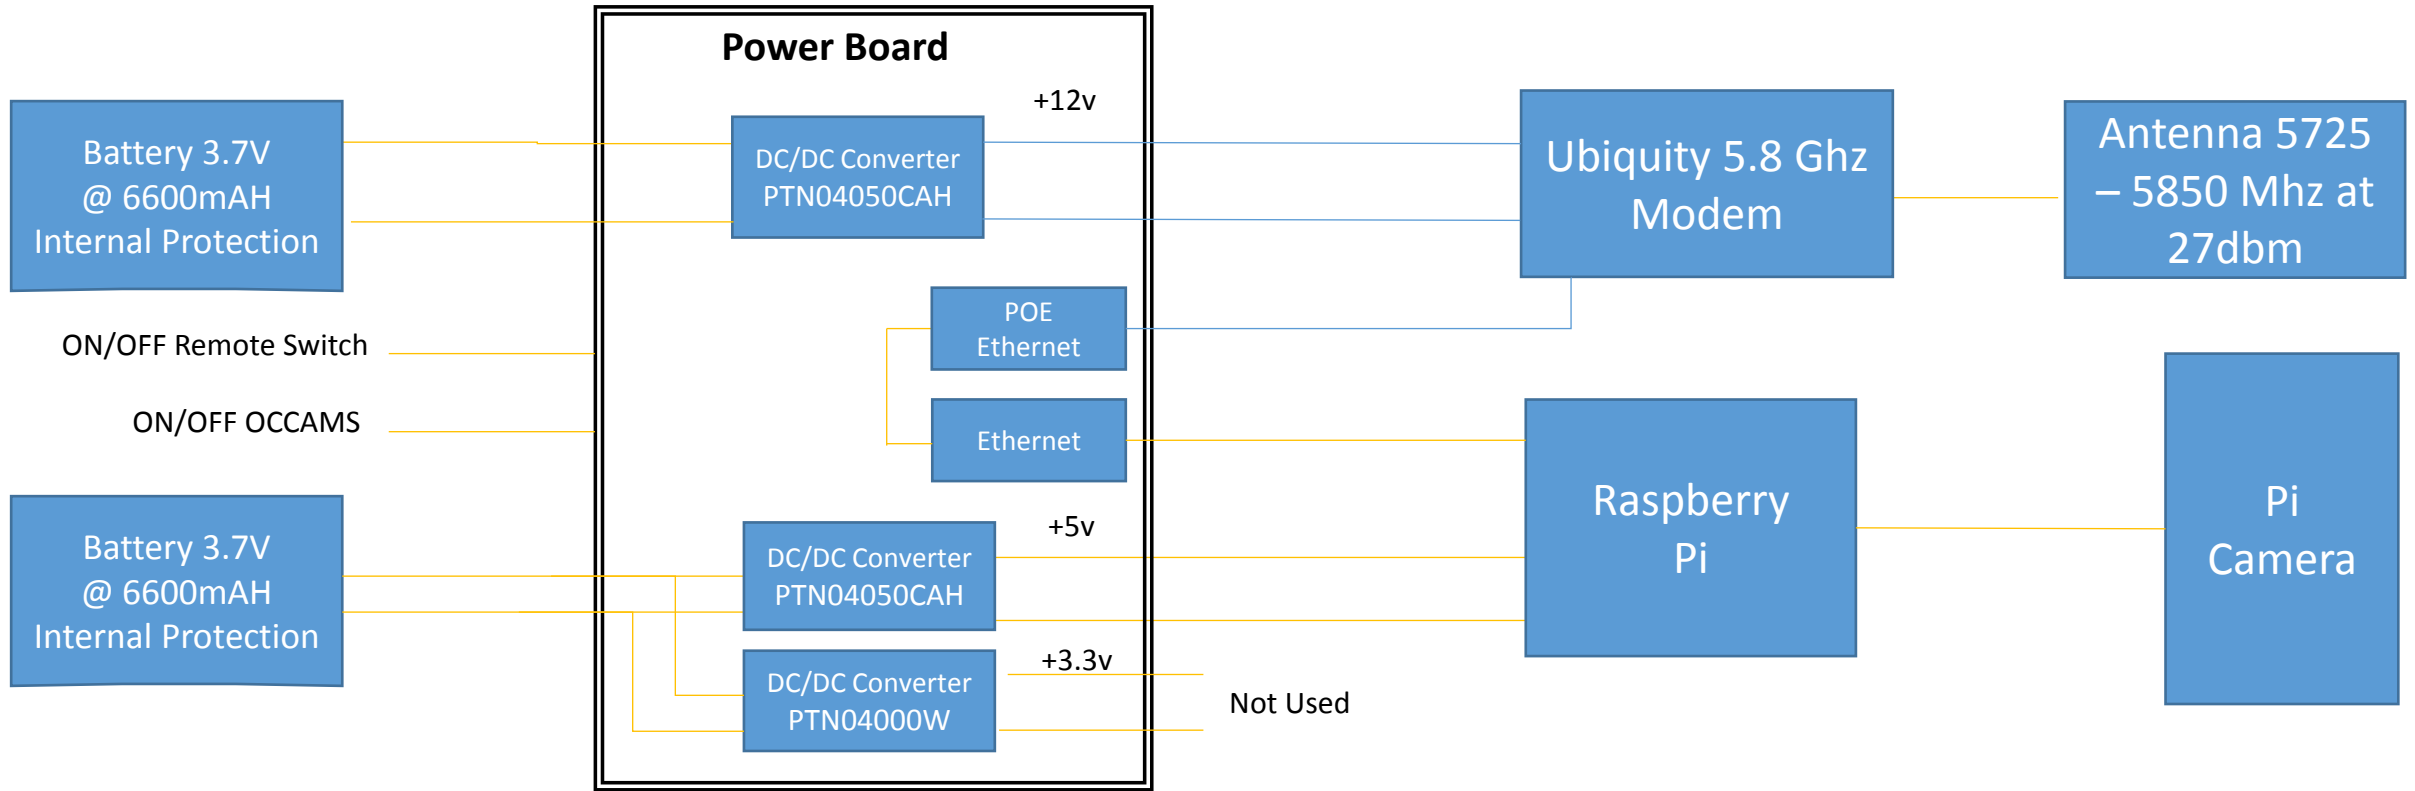 Power Board
+12v
Battery 3.7V
@ 6600mAH
Internal Protection
DC/DC Converter
PTN04050CAH
Ubiquity 5.8 Ghz
Modem
Antenna 5725
– 5850 Mhz at
27dbm
POE
Ethernet
ON/OFF Remote Switch
ON/OFF OCCAMS
Ethernet
Raspberry
Pi
Pi
Camera
Battery 3.7V
@ 6600mAH
Internal Protection
+5v
DC/DC Converter
PTN04050CAH
+3.3v
DC/DC Converter
PTN04000W
Not Used